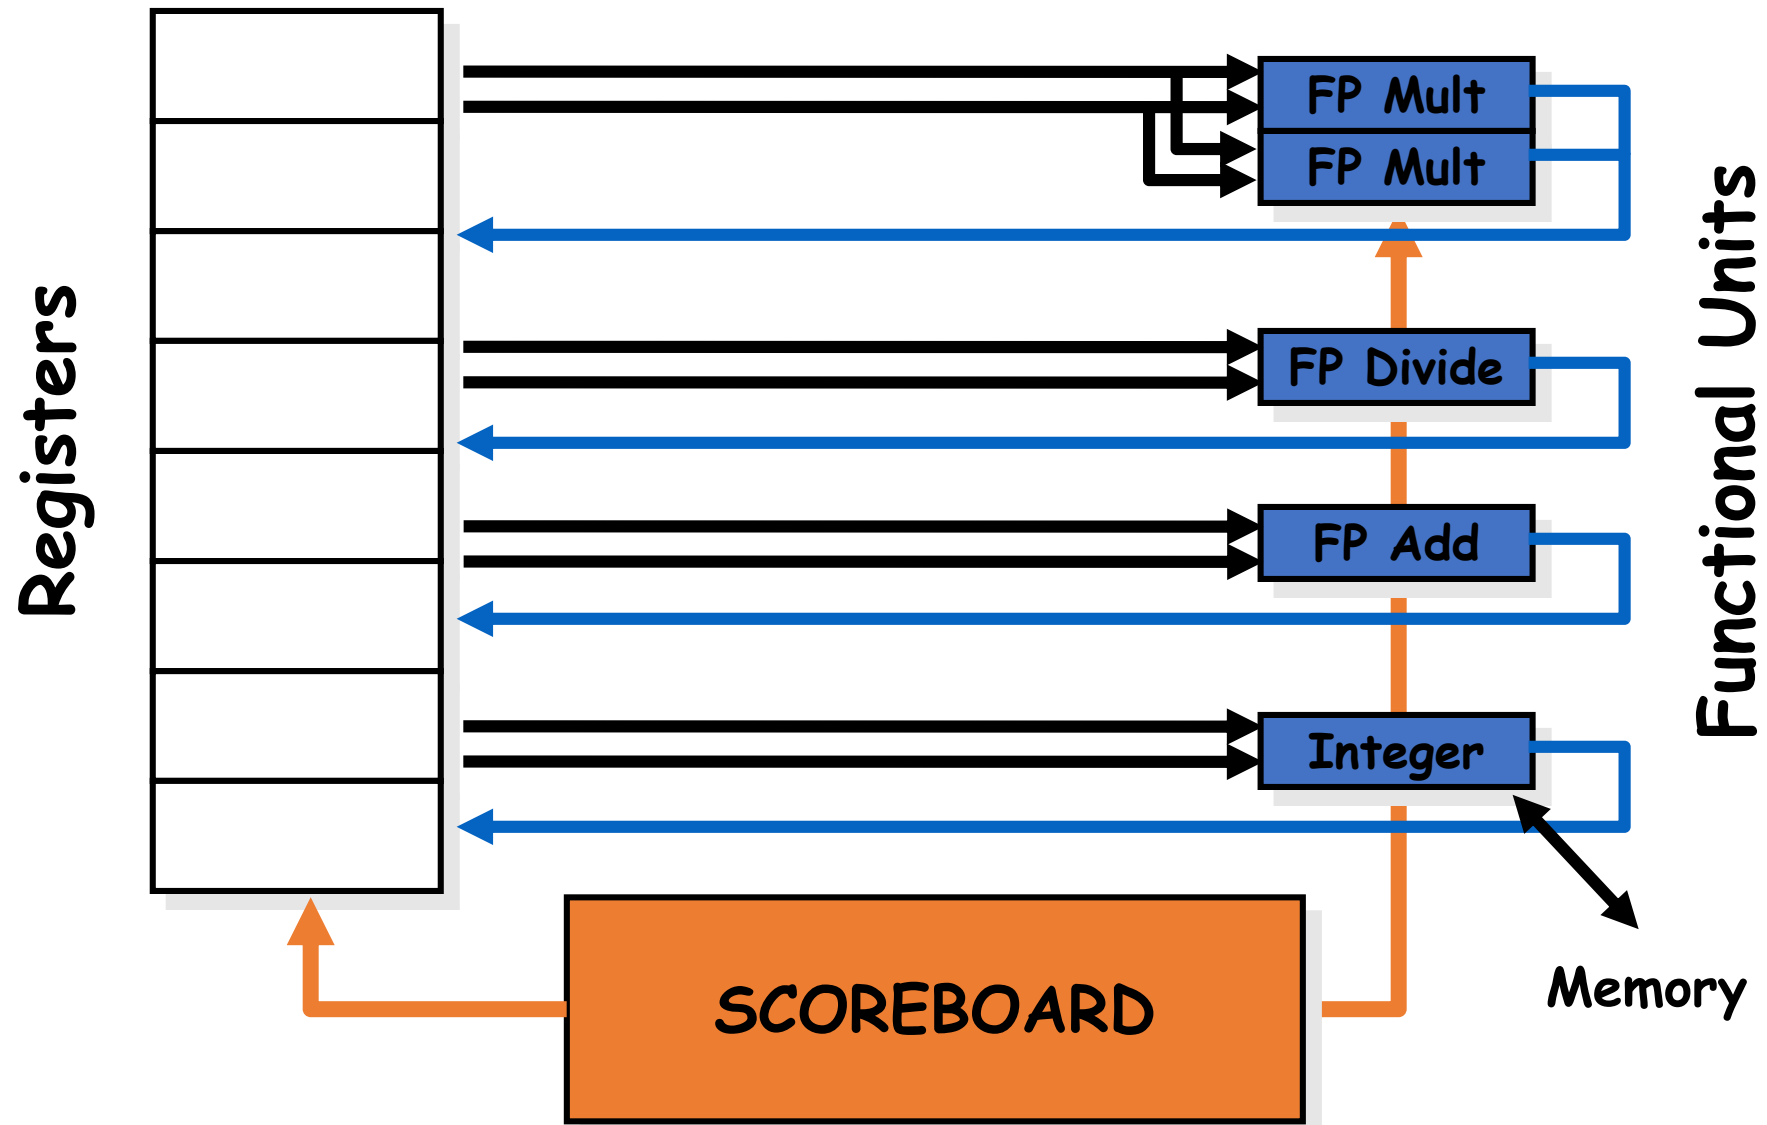 Registers
FP Mult
FP Mult
FP Divide
FP Add
Integer
Functional Units
Memory
SCOREBOARD